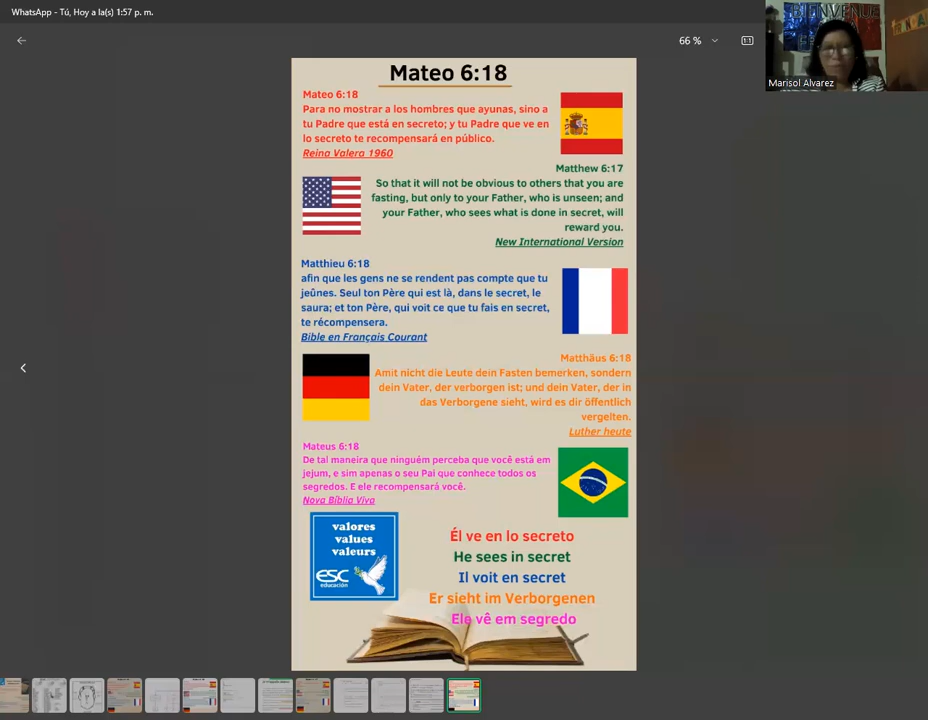 WhatsApp - Tú, Hoy a la(s) 1:57 p. m.
66 %
1:1
Marisol Alvarez
Mateo 6:18
Mateo 6:18
Para no mostrar a los hombres que ayunas, sino a
tu Padre que está en secreto; y tu Padre que ve en
lo secreto te recompensará en público.
Reina Valera 1960
Matthew 6:17
So that it will not be obvious to others that you are
fasting, but only to your Father, who is unseen; and
your Father, who sees what is done in secret, will
reward you.
New International Version
Matthieu 6:18
afin que les gens ne se rendent pas compte que tu
jeûnes. Seul ton Père qui est là, dans le secret, le
saura; et ton Père, qui voit ce que tu fais en secret,
te récompensera.
Bible en Français Courant
Matthäus 6:18
Amit nicht die Leute dein Fasten bemerken, sondern
dein Vater, der verborgen ist; und dein Vater, der in
das Verborgene sieht, wird es dir öffentlich
vergelten.
Luther heute
Mateus 6:18
De tal maneira que ninguém perceba que você está em
jejum, e sim apenas o seu Pai que conhece todos os
segredos. E ele recompensará você.
Nova Bíblia Viva
valores
values
valeurs
esc
educación
Él ve en lo secreto
He sees in secret
Il voit en secret
Er sieht im Verborgenen
Ele vê em segredo